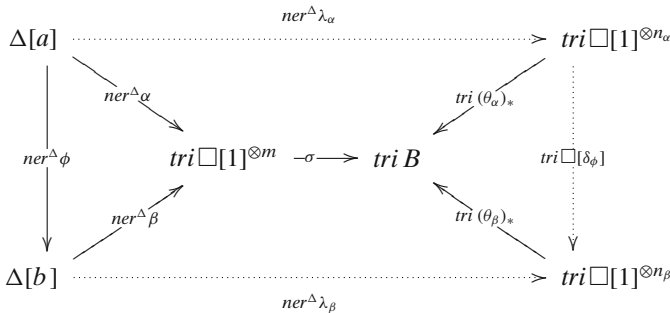 Δ[a] ner^Δ λ_α tri □[1]^{⊗n_α}
ner^Δ α tri (θ_α)_*
ner^Δ ϕ tri □[1]^{⊗m} σ tri B tri □[δ_ϕ]
ner^Δ β tri (θ_β)_*
Δ[b] ner^Δ λ_β tri □[1]^{⊗n_β}